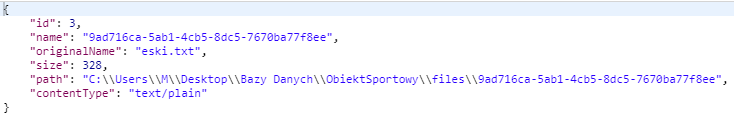 {
    "id": 3,
    "name": "9ad716ca-5ab1-4cb5-8dc5-7670ba77f8ee",
    "originalName": "eski.txt",
    "size": 328,
    "path": "C:\\Users\\M\\Desktop\\Bazy Danych\\ObiektSportowy\\files\\9ad716ca-5ab1-4cb5-8dc5-7670ba77f8ee",
    "contentType": "text/plain"
}